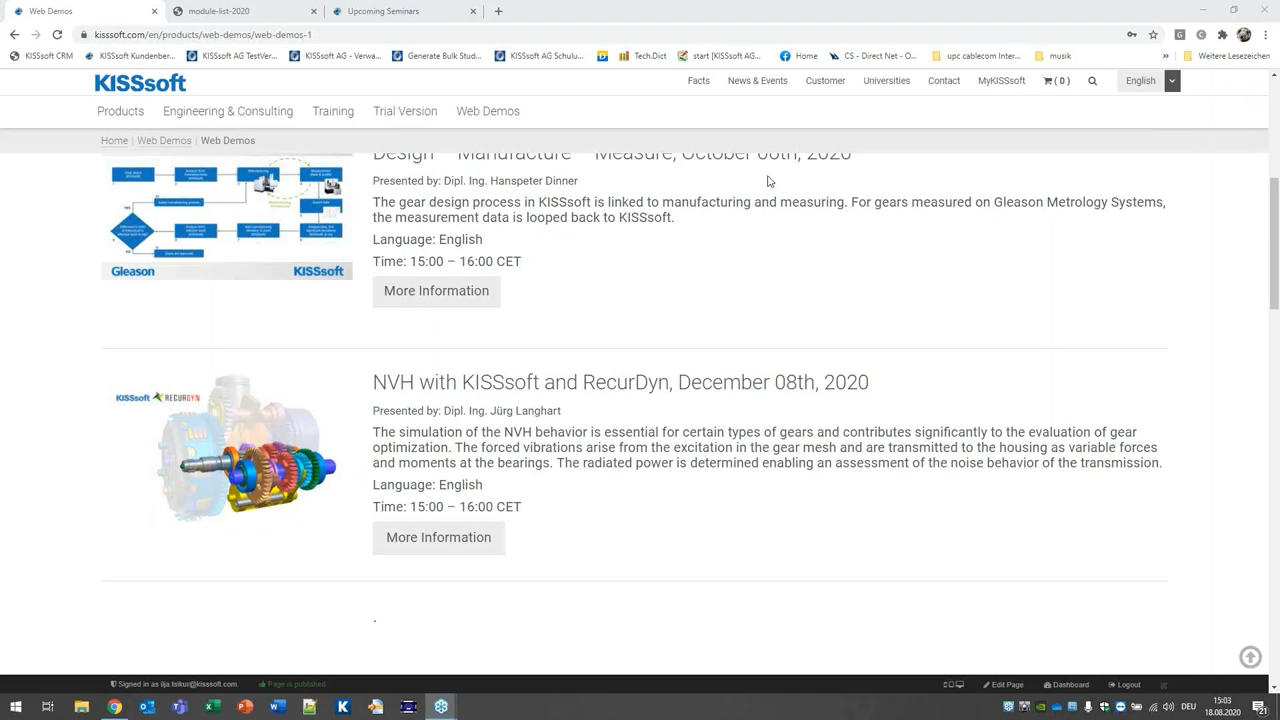 Web Demos
module-list-2020
Upcoming Seminars
kisssoft.com/en/products/web-demos/web-demos-1
KISSsoft CRM
KISSsoft Kundenber...
KISSsoft AG TestVer...
KISSsoft AG - Verwa...
Generate Bulk Stud...
KISSsoft AG Schulu...
Tech.Dict
start [KISSsoft AG...
Home
CS - Direct Net - O...
upc cablecom Inter...
musik
Weitere Lesezeichen
KISSsoft
Facts
News & Events
Customer
Universities
Contact
MyKISSsoft
( 0 )
English
Products
Engineering & Consulting
Training
Trial Version
Web Demos
Home | Web Demos | Web Demos
Design – Manufacture – Measure, October 06th, 2020
Presented by: Dipl. Ing. Hanspeter Dinner
The gear design process in KISSsoft is linked to manufacturing and measuring. For gears measured on Gleason Metrology Systems,
the measurement data is looped back to KISSsoft.
Language: English
Time: 15:00 – 16:00 CET
More Information
Gleason
KISSsoft
NVH with KISSsoft and RecurDyn, December 08th, 2020
Presented by: Dipl. Ing. Jürg Langhart
The simulation of the NVH behavior is essential for certain types of gears and contributes significantly to the evaluation of gear
optimization. The forced vibrations arise from the excitation in the gear mesh and are transmitted to the housing as variable forces
and moments at the bearings. The radiated power is determined enabling an assessment of the noise behavior of the transmission.
Language: English
Time: 15:00 – 16:00 CET
More Information
KISSsoft RECURDYN
.
Signed in as ilja.tsikur@kisssoft.com.
Page is published
Edit Page
Dashboard
Logout
DEU
15:03
18.08.2020